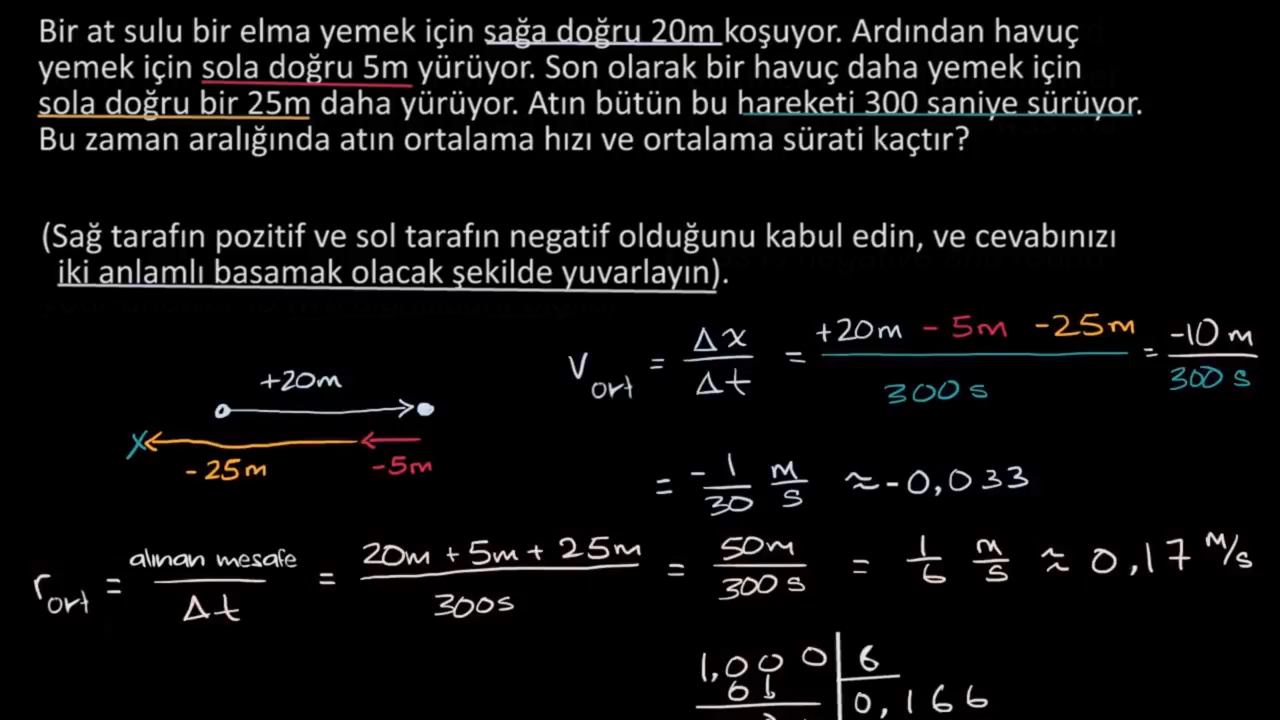 Bir at sulu bir elma yemek için sağa doğru 20m koşuyor. Ardından havuç
yemek için sola doğru 5m yürüyor. Son olarak bir havuç daha yemek için
sola doğru bir 25m daha yürüyor. Atın bütün bu hareketi 300 saniye sürüyor.
Bu zaman aralığında atın ortalama hızı ve ortalama sürati kaçtır?
(Sağ tarafın pozitif ve sol tarafın negatif olduğunu kabul edin, ve cevabınızı
iki anlamlı basamak olacak şekilde yuvarlayın).
+20m
x
-25m
-5m
V ort = Δx / Δt = +20m - 5m - 25m / 300 s = -10 m / 300 s
= - 1/30 m/s ≈ -0,033
r ort = alınan mesafe / Δt = 20m + 5m + 25m / 300s = 50m / 300 s = 1/6 m/s ≈ 0,17 m/s
1,000 | 6
0,166